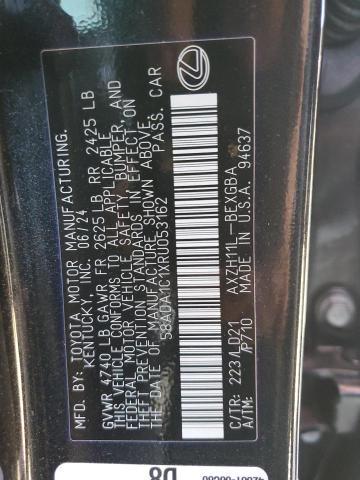 MFD. BY: TOYOTA MOTOR MANUFACTURING.
KENTUCKY, INC. 06/24
GVWR 4740 LB GAWR FR 2625 LB RR 2425 LB
THIS VEHICLE CONFORMS TO ALL APPLICABLE
FEDERAL MOTOR VEHICLE SAFETY, BUMPER, AND
THEFT PREVENTION STANDARDS IN EFFECT ON
THE DATE OF MANUFACTURE SHOWN ABOVE.
58ADA1C1XR0053162 PASS. CAR
C/TR: 223/LD21 AXZH11L-BEXGBA
A/TM: /P710 MADE IN U.S.A. 94637
D8